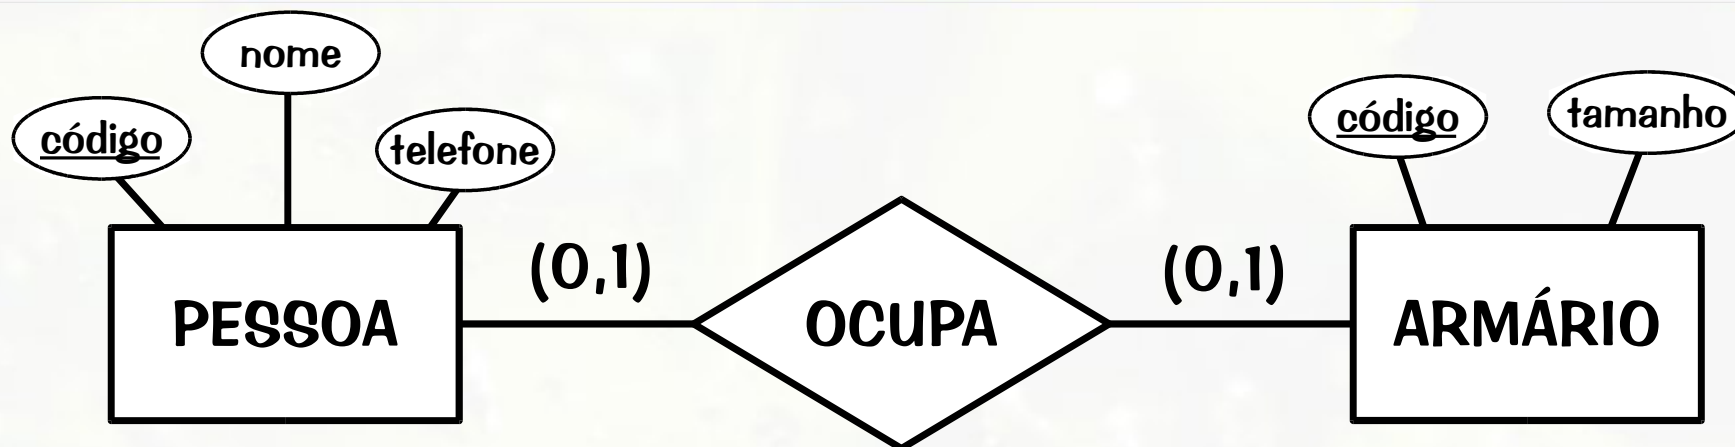 nome
código
telefone
código
tamanho
(0,1)
(0,1)
PESSOA
OCUPA
ARMÁRIO